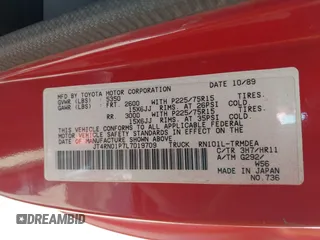 DATE 10/89
MFD BY TOYOTA MOTOR CORPORATION
GVWR (LBS) 5350
GAWR (LBS) FRT. 2600 WITH P225/75R15 TIRES.
15X6JJ RIMS. AT 26PSI COLD.
RR 3000 WITH P225/75R15 TIRES.
15X6JJ RIMS. AT 35PSI COLD.
THIS VEHICLE CONFORMS TO ALL APPLICABLE FEDERAL
MOTOR VEHICLE SAFETY STANDARDS IN EFFECT ON
THE DATE OF MANUFACTURE SHOWN ABOVE.
JT4RN01P7L7019709 TRUCK RN101L-TRMDEA
C/TR 3H7/HR11
A/TM G292/
W56
MADE IN JAPAN
NO.736
DREAMBID